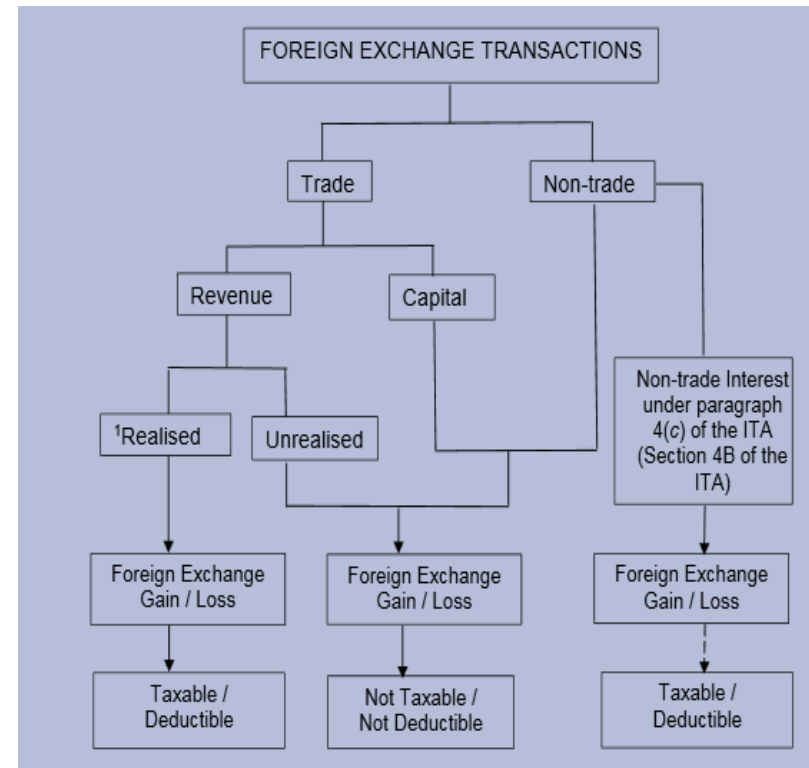 FOREIGN EXCHANGE TRANSACTIONS
Trade
Non-trade
Revenue
Capital
¹Realised
Unrealised
Non-trade Interest
under paragraph
4(c) of the ITA
(Section 4B of the
ITA)
Foreign Exchange
Gain / Loss
Foreign Exchange
Gain / Loss
Foreign Exchange
Gain / Loss
Taxable /
Deductible
Not Taxable /
Not Deductible
Taxable /
Deductible